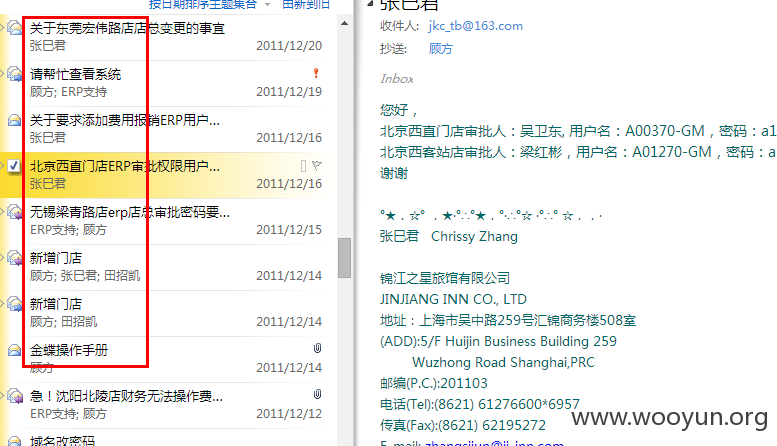 按日期排序主题集合 由新到旧
关于东莞宏伟路店店总变更的事宜
张巳君 2011/12/20
请帮忙查看系统
顾方; ERP支持 2011/12/19
关于要求添加费用报销ERP用户...
张巳君 2011/12/16
北京西直门店ERP审批权限用户...
张巳君 2011/12/16
无锡梁青路店erp店总审批密码要...
ERP支持; 顾方 2011/12/15
新增门店
顾方; 张巳君; 田招凯 2011/12/14
新增门店
顾方; 田招凯 2011/12/14
金蝶操作手册
顾方 2011/12/14
急！沈阳北陵店财务无法操作费...
ERP支持; 顾方 2011/12/12
域名改密码
张巳君
收件人: jkc_tb@163.com
抄送: 顾方
Inbox
您好，
北京西直门店审批人：吴卫东, 用户名：A00370-GM，密码：a1
北京西客站店审批人：梁红彬，用户名：A01270-GM，密码：a
谢谢
°★．☆° ．★·°∴°★．°·∴°☆ ·°∴° ☆．．·
张巳君 Chrissy Zhang
锦江之星旅馆有限公司
JINJIANG INN CO., LTD
地址：上海市吴中路259号汇锦商务楼508室
(ADD):5/F Huijin Business Building 259
Wuzhong Road Shanghai,PRC
邮编(P.C.):201103
电话(Tel):(8621) 61276600*6957
传真(Fax):(8621) 62195272
E-mail: zhangsijun@jj-inn.com
www.wooyun.org